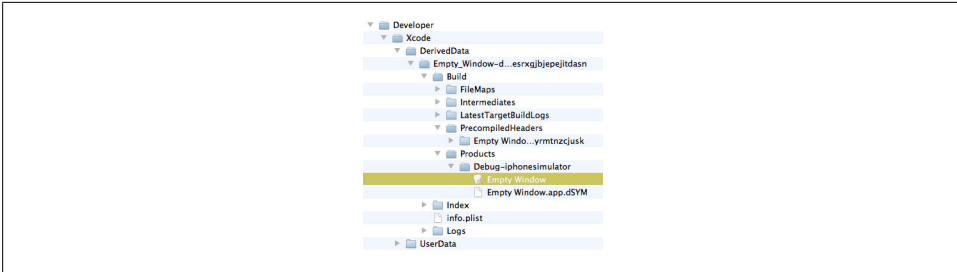 Developer
Xcode
DerivedData
Empty_Window-d...esrxgjbjepejitdasn
Build
FileMaps
Intermediates
LatestTargetBuildLogs
PrecompiledHeaders
Empty Windo...yrmtnzcjusk
Products
Debug-iphonesimulator
Empty Window
Empty Window.app.dSYM
Index
info.plist
Logs
UserData